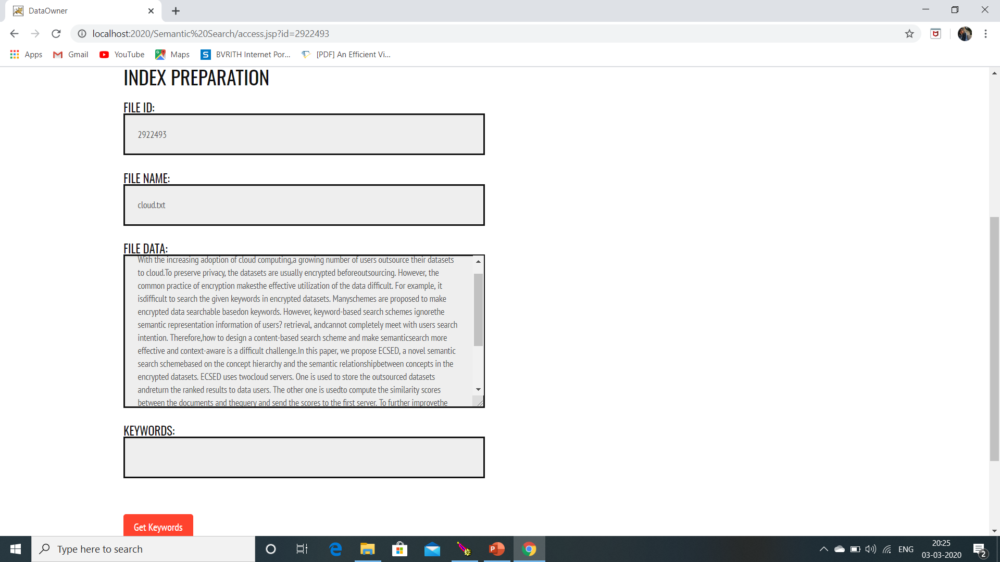 DataOwner
localhost:2020/Semantic%20Search/access.jsp?id=2922493
Apps Gmail YouTube Maps BVRITH Internet Por... [PDF] An Efficient Vi...
INDEX PREPARATION
FILE ID:
2922493
FILE NAME:
cloud.txt
FILE DATA:
With the increasing adoption of cloud computing,a growing number of users outsource their datasets
to cloud.To preserve privacy, the datasets are usually encrypted beforeoutsourcing. However, the
common practice of encryption makesthe effective utilization of the data difficult. For example, it
isdifficult to search the given keywords in encrypted datasets. Manyschemes are proposed to make
encrypted data searchable basedon keywords. However, keyword-based search schemes ignorethe
semantic representation information of users? retrieval, andcannot completely meet with users search
intention. Therefore,how to design a content-based search scheme and make semanticsearch more
effective and context-aware is a difficult challenge.In this paper, we propose ECSED, a novel semantic
search schemebased on the concept hierarchy and the semantic relationshipbetween concepts in the
encrypted datasets. ECSED uses twocloud servers. One is used to store the outsourced datasets
andreturn the ranked results to data users. The other one is usedto compute the similarity scores
between the documents and thequery and send the scores to the first server. To further improvethe
KEYWORDS:
Get Keywords
Type here to search
ENG
20:25
03-03-2020
2